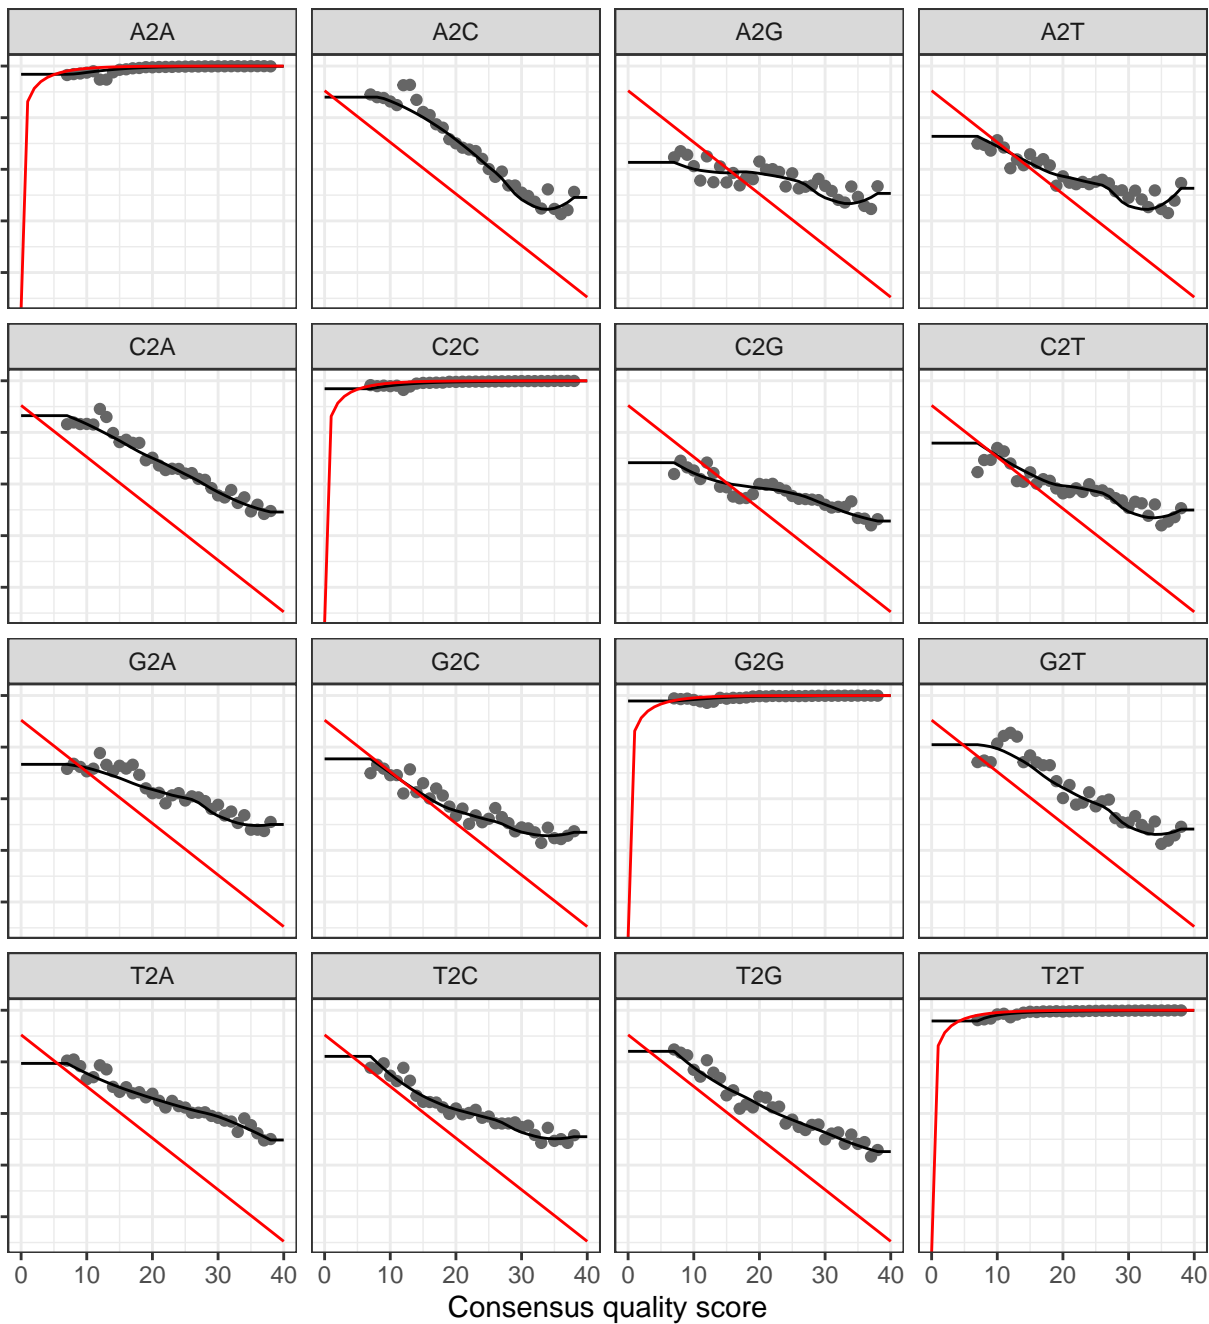 A2A A2C A2G A2T
C2A C2C C2G C2T
G2A G2C G2G G2T
T2A T2C T2G T2T
0 10 20 30 40 0 10 20 30 40 0 10 20 30 40 0 10 20 30 40
Consensus quality score